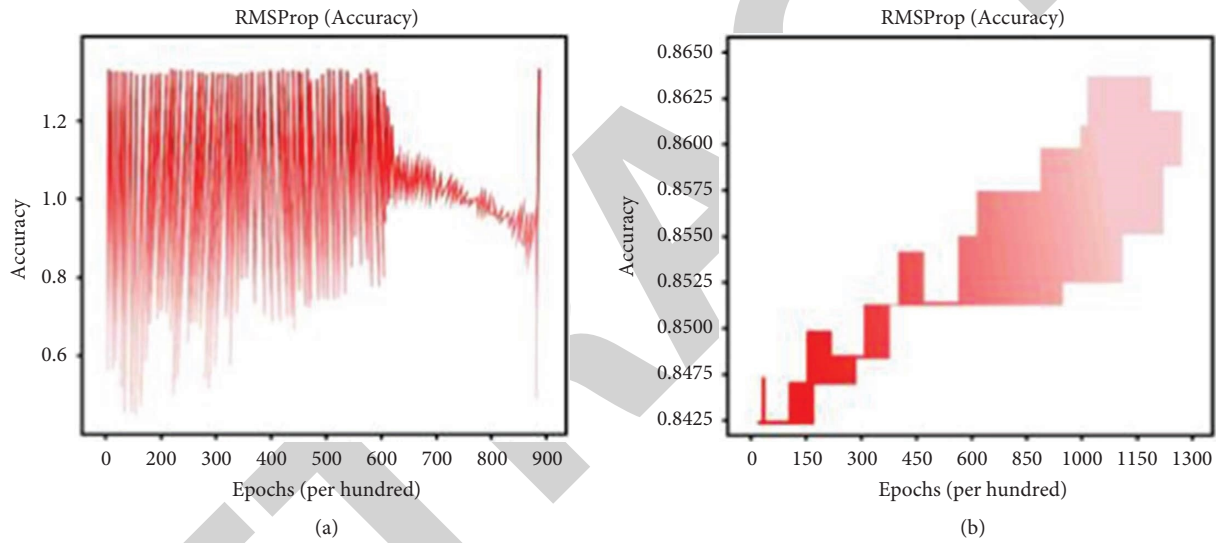 RMSProp (Accuracy)
1.2
1.0
0.8
0.6
Accuracy
0 200 300 400 500 600 700 800 900
Epochs (per hundred)
(a)
RMSProp (Accuracy)
0.8650
0.8625
0.8600
0.8575
0.8550
0.8525
0.8500
0.8475
0.8425
Accuracy
0 150 300 450 600 850 1000 1150 1300
Epochs (per hundred)
(b)